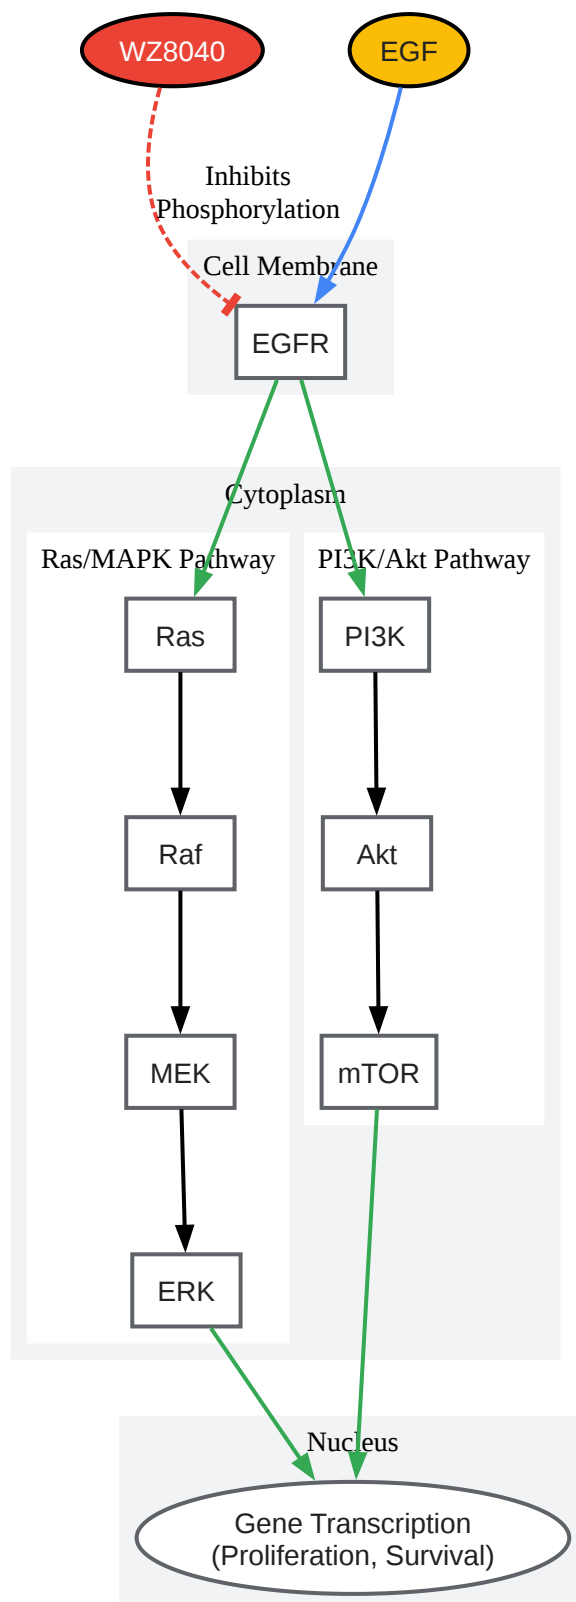 WZ8040
EGF
Inhibits
Phosphorylation
Cell Membrane
EGFR
Cytoplasm
Ras/MAPK Pathway
PI3K/Akt Pathway
Ras
PI3K
Raf
Akt
MEK
mTOR
ERK
Nucleus
Gene Transcription
(Proliferation, Survival)